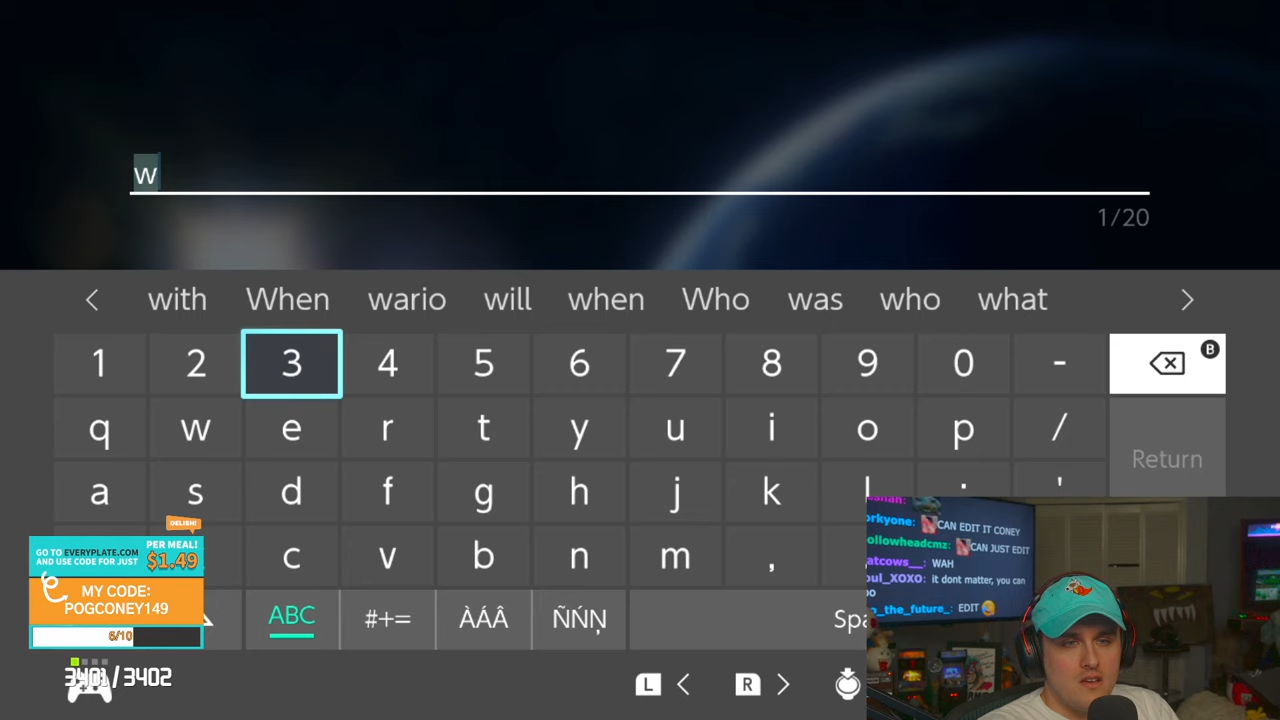 w
1/20
with When wario will when Who was who what
1 2 3 4 5 6 7 8 9 0 -
B
q w e r t y u i o p /
Return
a s d f g h j k l . '
c v b n m ,
ABC #+= ÀÁÂ ÑŃŅ
L R
DELISH!
GO TO EVERYPLATE.COM
AND USE CODE FOR JUST
PER MEAL!
$1.49
MY CODE:
POGCONEY149
6/10
3401 / 3402
CAN EDIT IT CONEY
CAN JUST EDIT
WAH
it dont matter, you can
EDIT